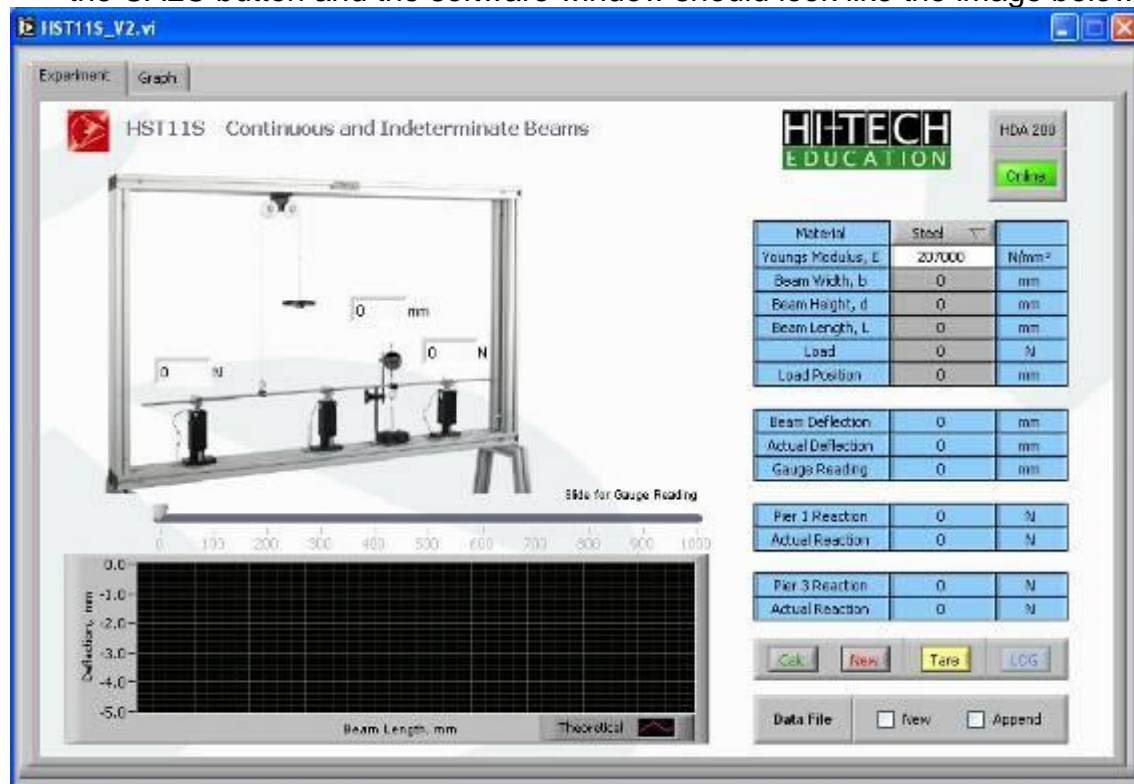 the CALC button and the software window should look like the image below
HST11S_V2.vi
Experiment Graph
HST11S Continuous and Indeterminate Beams
HI-TECH
EDUCATION
HDA 200
Online
Material Steel
Youngs Modulus, E 207000 N/mm²
Beam Width, b 0 mm
Beam Height, d 0 mm
Beam Length, L 0 mm
Load 0 N
Load Position 0 mm
0 mm
0 N
0 N
Beam Deflection 0 mm
Actual Deflection 0 mm
Gauge Reading 0 mm
Slide for Gauge Reading
0 100 200 300 400 500 600 700 800 900 1000
Pier 1 Reaction 0 N
Actual Reaction 0 N
Pier 3 Reaction 0 N
Actual Reaction 0 N
Deflection, mm
0.0
-1.0
-2.0
-3.0
-4.0
-5.0
Beam Length, mm
Theoretical
Calc New Tare LOG
Data File New Append